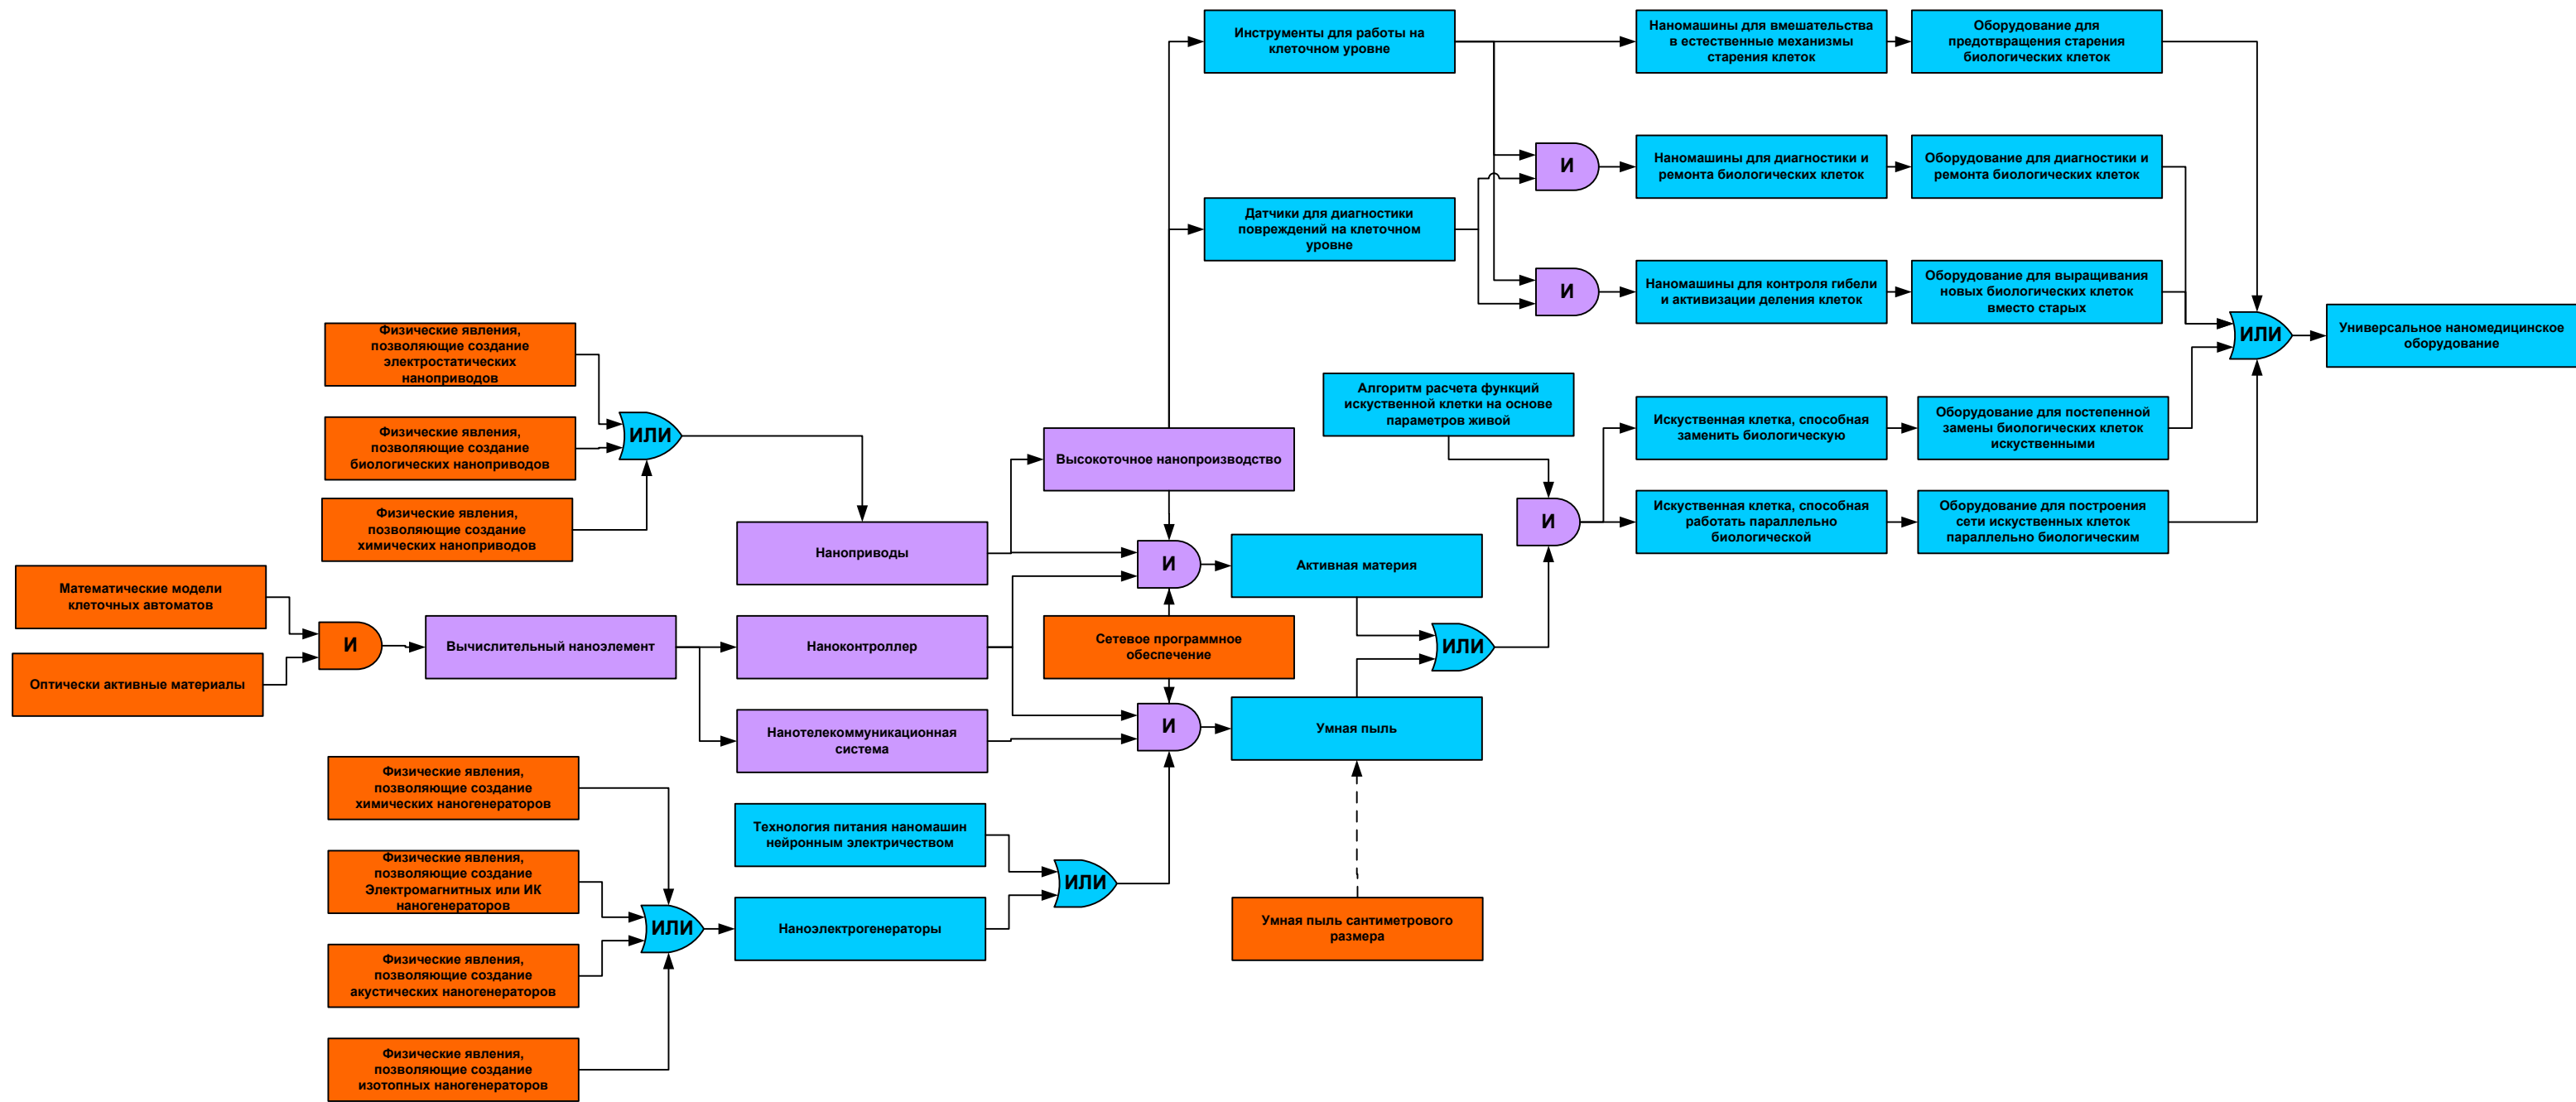 Инструменты для работы на
клеточном уровне
Наномашины для вмешательства
в естественные механизмы
старения клеток
Оборудование для
предотвращения старения
биологических клеток
И
Наномашины для диагностики и
ремонта биологических клеток
Оборудование для диагностики и
ремонта биологических клеток
Датчики для диагностики
повреждений на клеточном
уровне
И
Наномашины для контроля гибели
и активизации деления клеток
Оборудование для выращивания
новых биологических клеток
вместо старых
ИЛИ
Универсальное наномедицинское
оборудование
Физические явления,
позволяющие создание
электростатических
наноприводов
Физические явления,
позволяющие создание
биологических наноприводов
Физические явления,
позволяющие создание
химических наноприводов
ИЛИ
Алгоритм расчета функций
искуственной клетки на основе
параметров живой
Искуственная клетка, способная
заменить биологическую
Оборудование для постепенной
замены биологических клеток
искуственными
Высокоточное нанопроизводство
И
Искуственная клетка, способная
работать параллельно
биологической
Оборудование для построения
сети искуственных клеток
параллельно биологическим
Наноприводы
И
Активная материя
Математические модели
клеточных автоматов
Оптически активные материалы
И
Вычислительный наноэлемент
Наноконтроллер
Сетевое программное
обеспечение
ИЛИ
Нанотелекоммуникационная
система
И
Умная пыль
Физические явления,
позволяющие создание
химических наногенераторов
Физические явления,
позволяющие создание
Электромагнитных или ИК
наногенераторов
Физические явления,
позволяющие создание
акустических наногенераторов
Физические явления,
позволяющие создание
изотопных наногенераторов
ИЛИ
Технология питания наномашин
нейронным электричеством
Наноэлектрогенераторы
ИЛИ
Умная пыль сантиметрового
размера